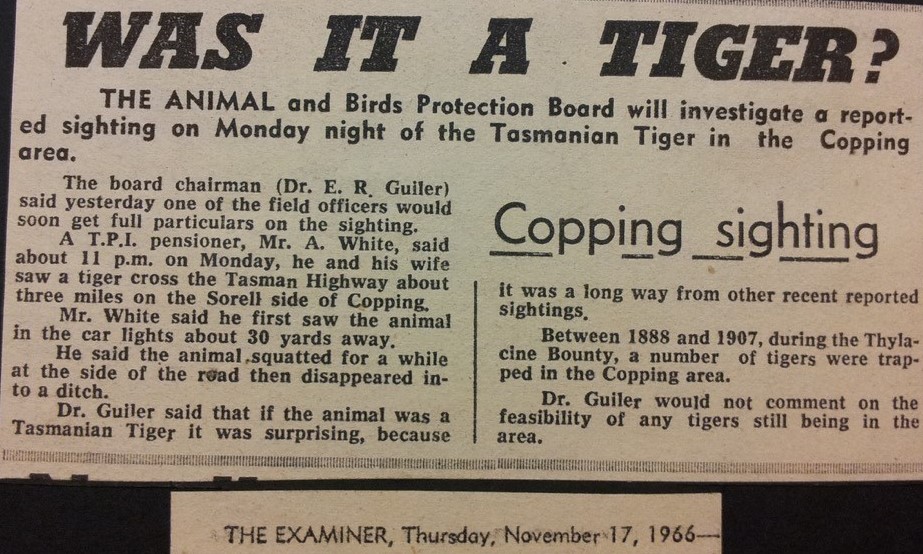 WAS IT A TIGER?
THE ANIMAL and Birds Protection Board will investigate a report-
ed sighting on Monday night of the Tasmanian Tiger in the Copping
area.
The board chairman (Dr. E. R. Guiler)
said yesterday one of the field officers would
soon get full particulars on the sighting.
A T.P.I. pensioner, Mr. A. White, said
about 11 p.m. on Monday, he and his wife
saw a tiger cross the Tasman Highway about
three miles on the Sorell side of Copping.
Mr. White said he first saw the animal
in the car lights about 30 yards away.
He said the animal squatted for a while
at the side of the road then disappeared in-
to a ditch.
Dr. Guiler said that if the animal was a
Tasmanian Tiger it was surprising, because
Copping sighting
it was a long way from other recent reported
sightings.
Between 1888 and 1907, during the Thyla-
cine Bounty, a number of tigers were trap-
ped in the Copping area.
Dr. Guiler would not comment on the
feasibility of any tigers still being in the
area.
THE EXAMINER, Thursday, November 17, 1966—